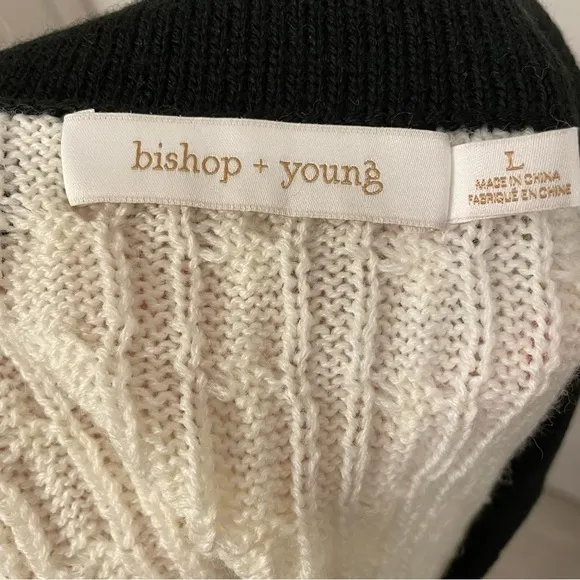 bishop + young
L
MADE IN CHINA
FABRIQUÉ EN CHINE